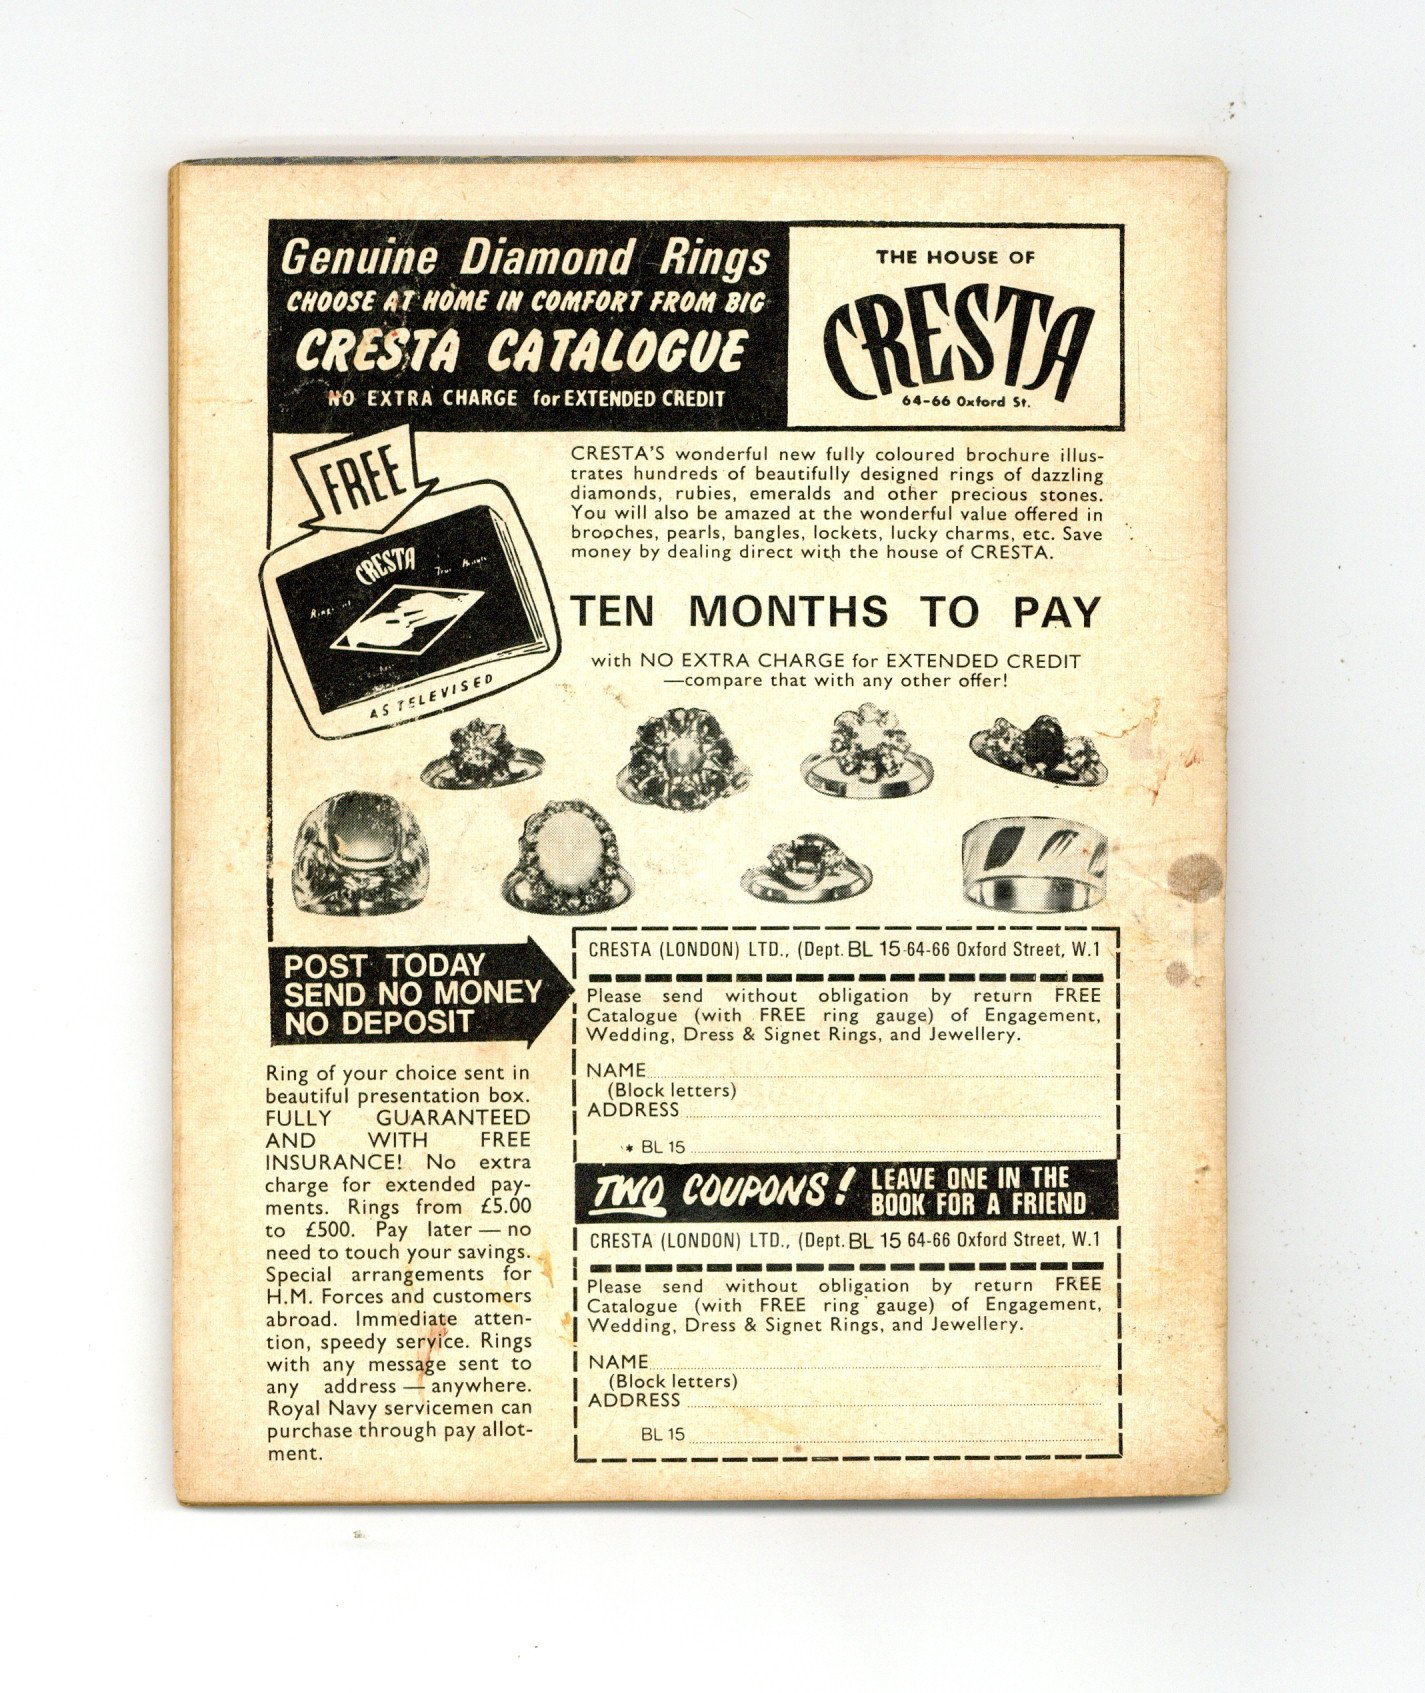 Genuine Diamond Rings
CHOOSE AT HOME IN COMFORT FROM BIG
CRESTA CATALOGUE
NO EXTRA CHARGE for EXTENDED CREDIT
THE HOUSE OF
CRESTA
64-66 Oxford St.
FREE
CRESTA
AS TELEVISED
CRESTA'S wonderful new fully coloured brochure illus-
trates hundreds of beautifully designed rings of dazzling
diamonds, rubies, emeralds and other precious stones.
You will also be amazed at the wonderful value offered in
brooches, pearls, bangles, lockets, lucky charms, etc. Save
money by dealing direct with the house of CRESTA.
TEN MONTHS TO PAY
with NO EXTRA CHARGE for EXTENDED CREDIT
—compare that with any other offer!
POST TODAY
SEND NO MONEY
NO DEPOSIT
Ring of your choice sent in
beautiful presentation box.
FULLY GUARANTEED
AND WITH FREE
INSURANCE! No extra
charge for extended pay-
ments. Rings from £5.00
to £500. Pay later — no
need to touch your savings.
Special arrangements for
H.M. Forces and customers
abroad. Immediate atten-
tion, speedy service. Rings
with any message sent to
any address — anywhere.
Royal Navy servicemen can
purchase through pay allot-
ment.
CRESTA (LONDON) LTD., (Dept. BL 15 64-66 Oxford Street, W.1
Please send without obligation by return FREE
Catalogue (with FREE ring gauge) of Engagement,
Wedding, Dress & Signet Rings, and Jewellery.
NAME
(Block letters)
ADDRESS
* BL 15
TWO COUPONS! LEAVE ONE IN THE
BOOK FOR A FRIEND
CRESTA (LONDON) LTD., (Dept. BL 15 64-66 Oxford Street, W.1
Please send without obligation by return FREE
Catalogue (with FREE ring gauge) of Engagement,
Wedding, Dress & Signet Rings, and Jewellery.
NAME
(Block letters)
ADDRESS
BL 15